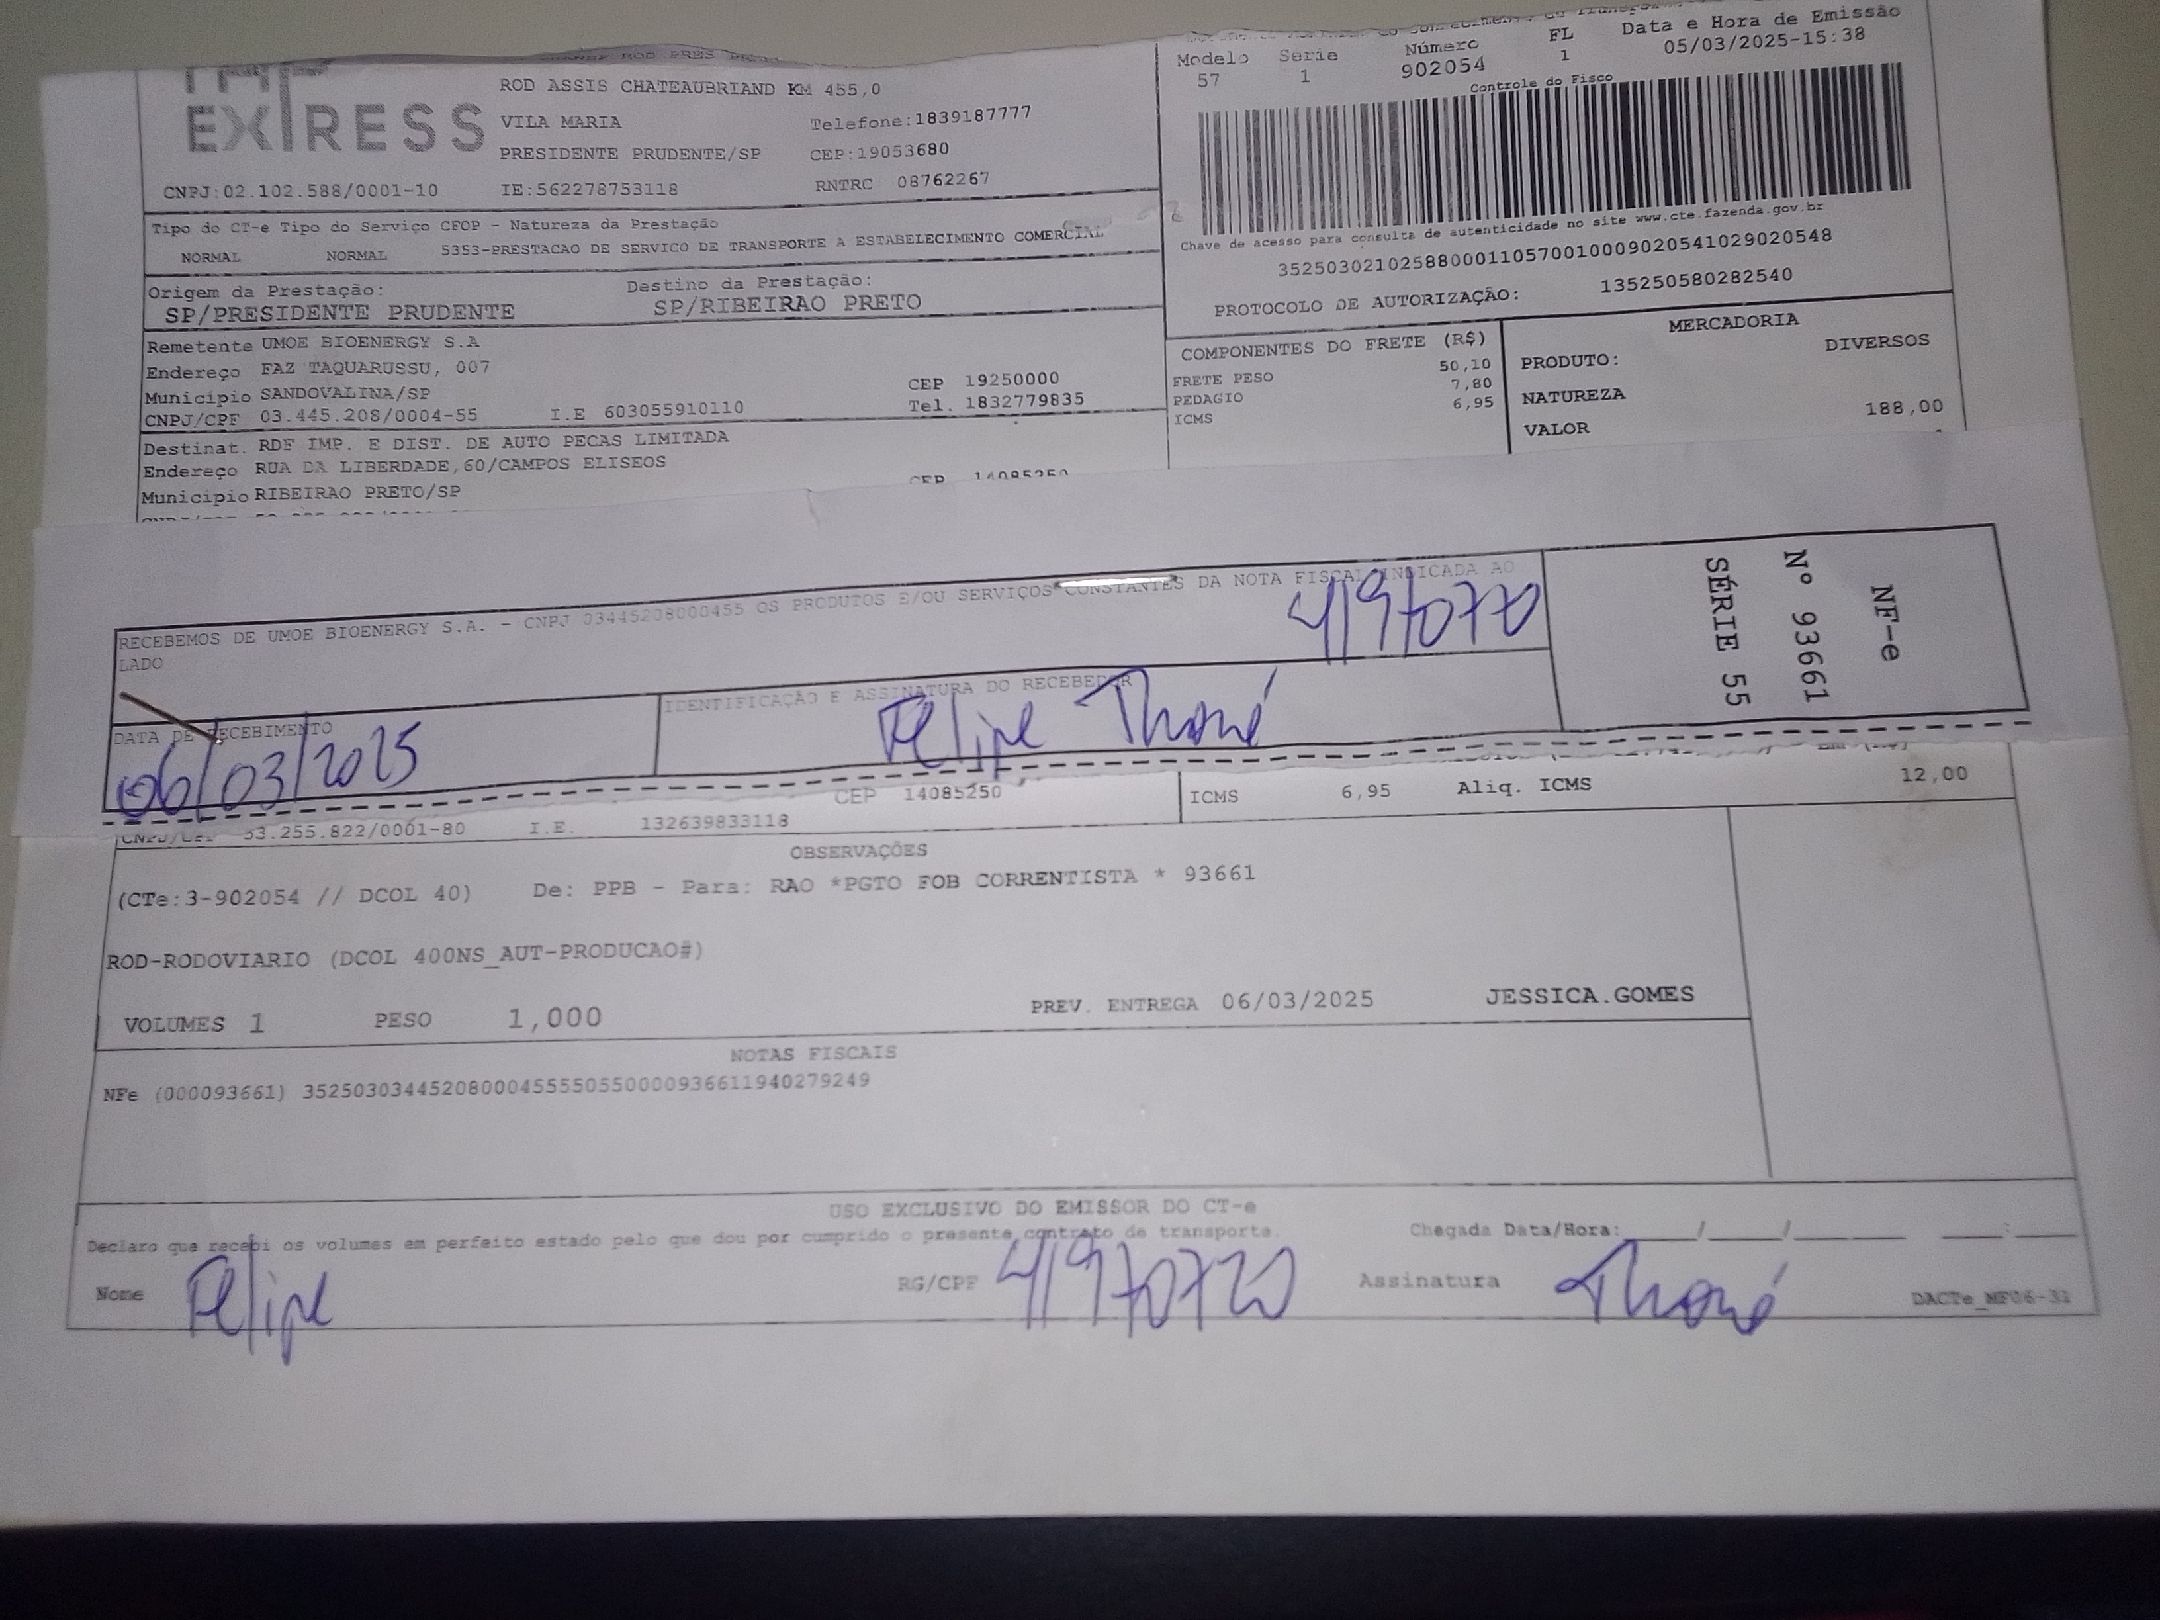 EXPRESS
ROD ASSIS CHATEAUBRIAND KM 455,0
VILA MARIA Telefone:1839187777
PRESIDENTE PRUDENTE/SP CEP:19053680
CNPJ:02.102.588/0001-10 IE:562278753118 RNTRC 08762267
Modelo Serie Número FL Data e Hora de Emissão
57 1 902054 1 05/03/2025-15:38
Controle do Fisco
Chave de acesso para consulta de autenticidade no site www.cte.fazenda.gov.br
35250302102588000110570010009020541029020548
PROTOCOLO DE AUTORIZAÇÃO: 135250580282540
Tipo do CT-e Tipo do Serviço CFOP - Natureza da Prestação
NORMAL NORMAL 5353-PRESTACAO DE SERVICO DE TRANSPORTE A ESTABELECIMENTO COMERCIAL
Origem da Prestação: Destino da Prestação:
SP/PRESIDENTE PRUDENTE SP/RIBEIRAO PRETO
Remetente UMOE BIOENERGY S.A
Endereço FAZ TAQUARUSSU, 007
Municipio SANDOVALINA/SP CEP 19250000
CNPJ/CPF 03.445.208/0004-55 I.E 603055910110 Tel. 1832779835
Destinat. RDF IMP. E DIST. DE AUTO PECAS LIMITADA
Endereço RUA DA LIBERDADE,60/CAMPOS ELISEOS
Municipio RIBEIRAO PRETO/SP CEP 14085250
COMPONENTES DO FRETE (R$)
FRETE PESO 50,10
PEDAGIO 7,80
ICMS 6,95
MERCADORIA
PRODUTO: DIVERSOS
NATUREZA
VALOR 188,00
RECEBEMOS DE UMOE BIOENERGY S.A. - CNPJ 03445208000455 OS PRODUTOS E/OU SERVIÇOS CONSTANTES DA NOTA FISCAL INDICADA AO
LADO
DATA DE RECEBIMENTO
06/03/2025
IDENTIFICAÇÃO E ASSINATURA DO RECEBEDOR
Felipe Thomé
NF-e
Nº 93661
SÉRIE 55
CEP 14085250 ICMS 6,95 Aliq. ICMS 12,00
53.255.822/0001-80 I.E. 132639833118
OBSERVAÇÕES
(CTe:3-902054 // DCOL 40) De: PPB - Para: RAO *PGTO FOB CORRENTISTA * 93661
ROD-RODOVIARIO (DCOL 400NS_AUT-PRODUCAO#)
VOLUMES 1 PESO 1,000 PREV. ENTREGA 06/03/2025 JESSICA.GOMES
NOTAS FISCAIS
NFe (000093661) 35250303445208000455550550000936611940279249
USO EXCLUSIVO DO EMISSOR DO CT-e
Declaro que recebi os volumes em perfeito estado pelo que dou por cumprido o presente contrato de transporte. Chegada Data/Hora: / / :
Nome Felipe RG/CPF Assinatura Thomé DACTe_MF06-31